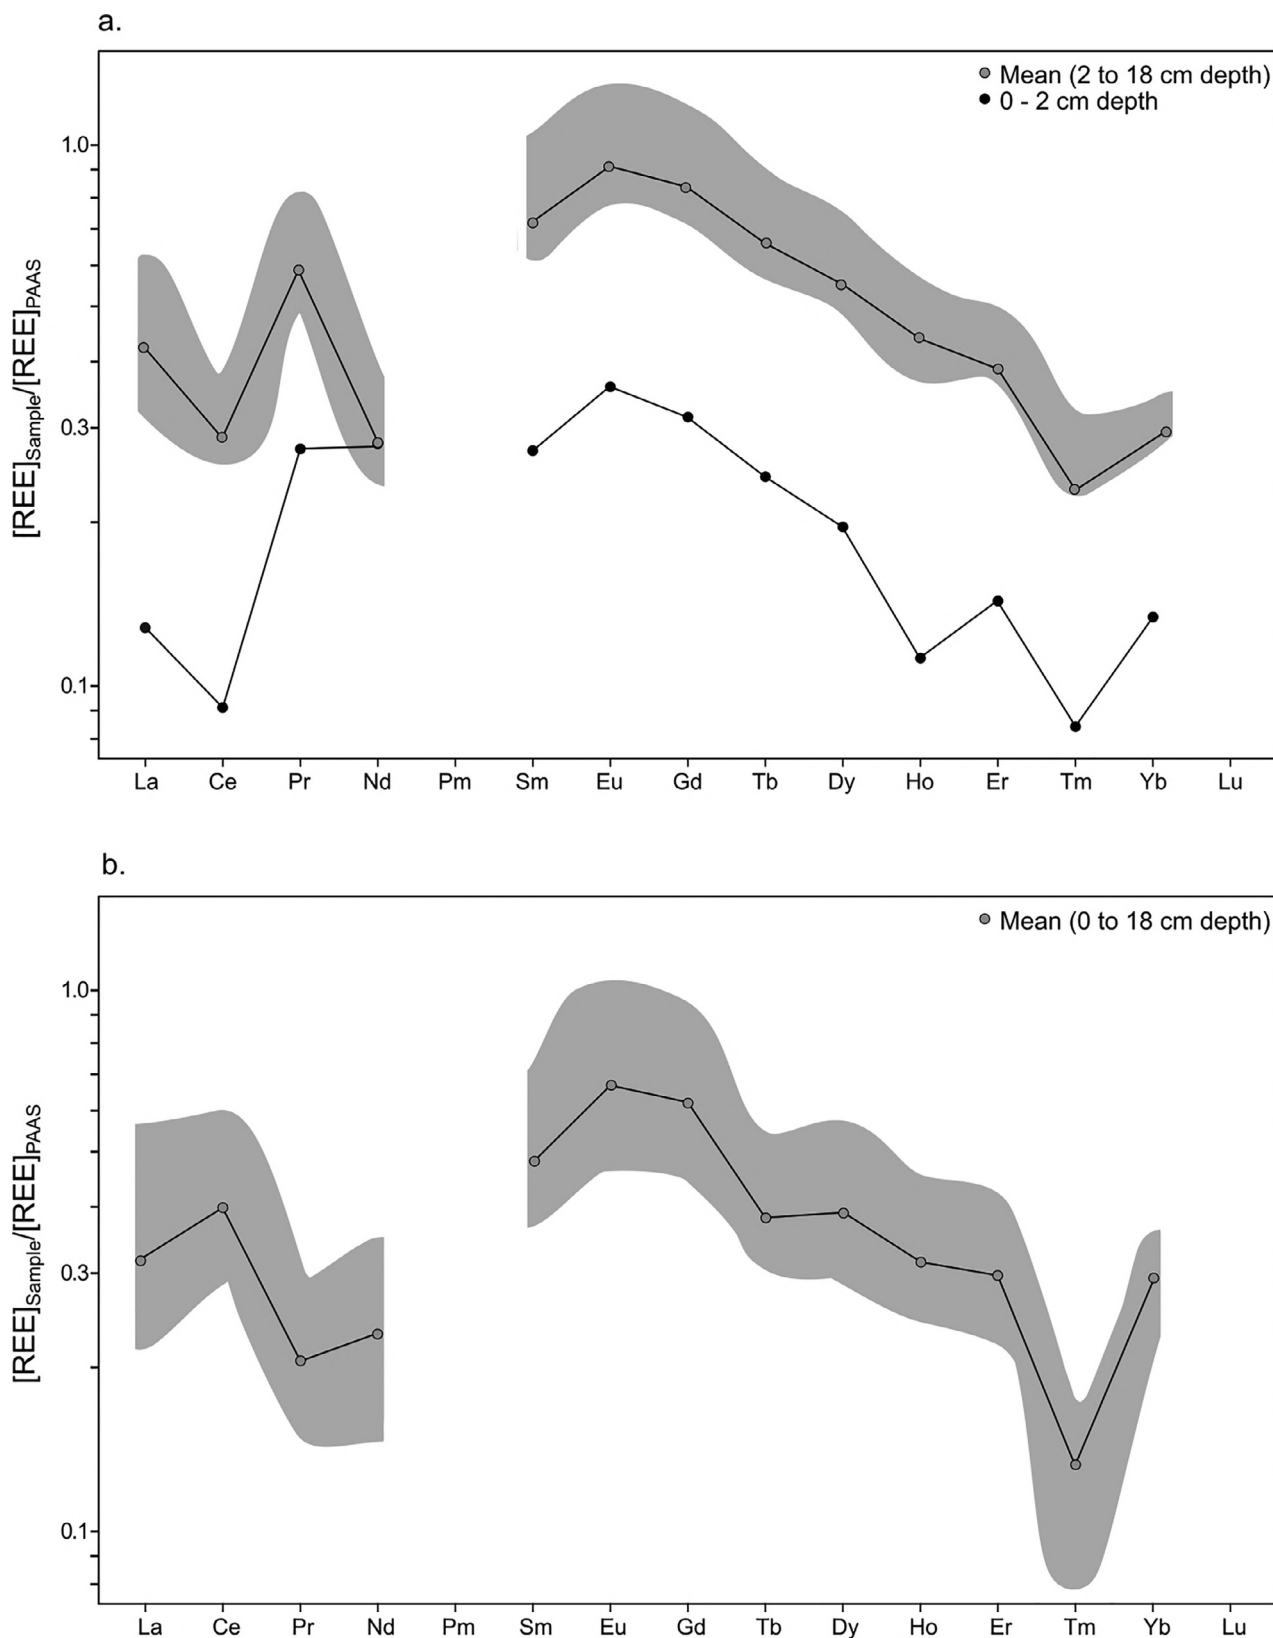 a.
Mean (2 to 18 cm depth)
0 - 2 cm depth
1.0
0.3
0.1
[REE]Sample/[REE]PAAS
La Ce Pr Nd Pm Sm Eu Gd Tb Dy Ho Er Tm Yb Lu
b.
Mean (0 to 18 cm depth)
1.0
0.3
0.1
[REE]Sample/[REE]PAAS
La Ce Pr Nd Pm Sm Eu Gd Tb Dy Ho Er Tm Yb Lu